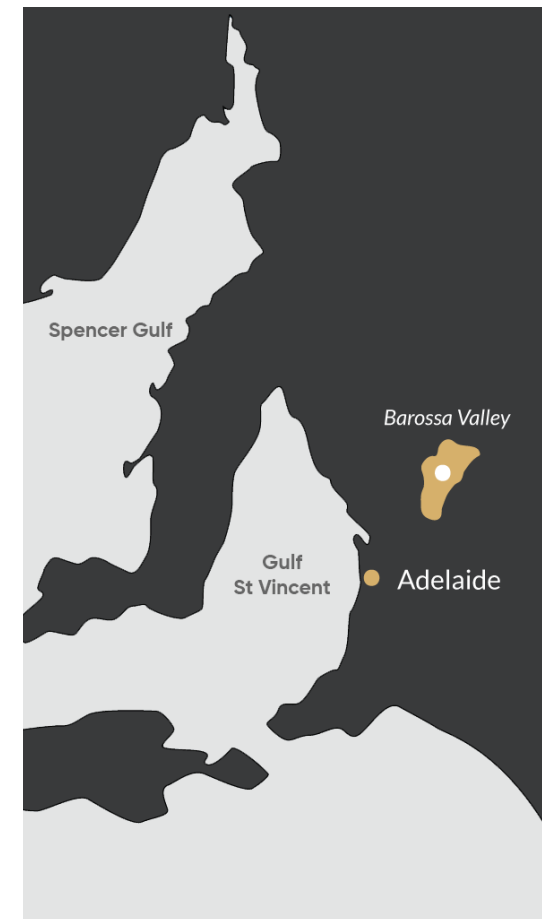 Spencer Gulf
Barossa Valley
Gulf
St Vincent
Adelaide